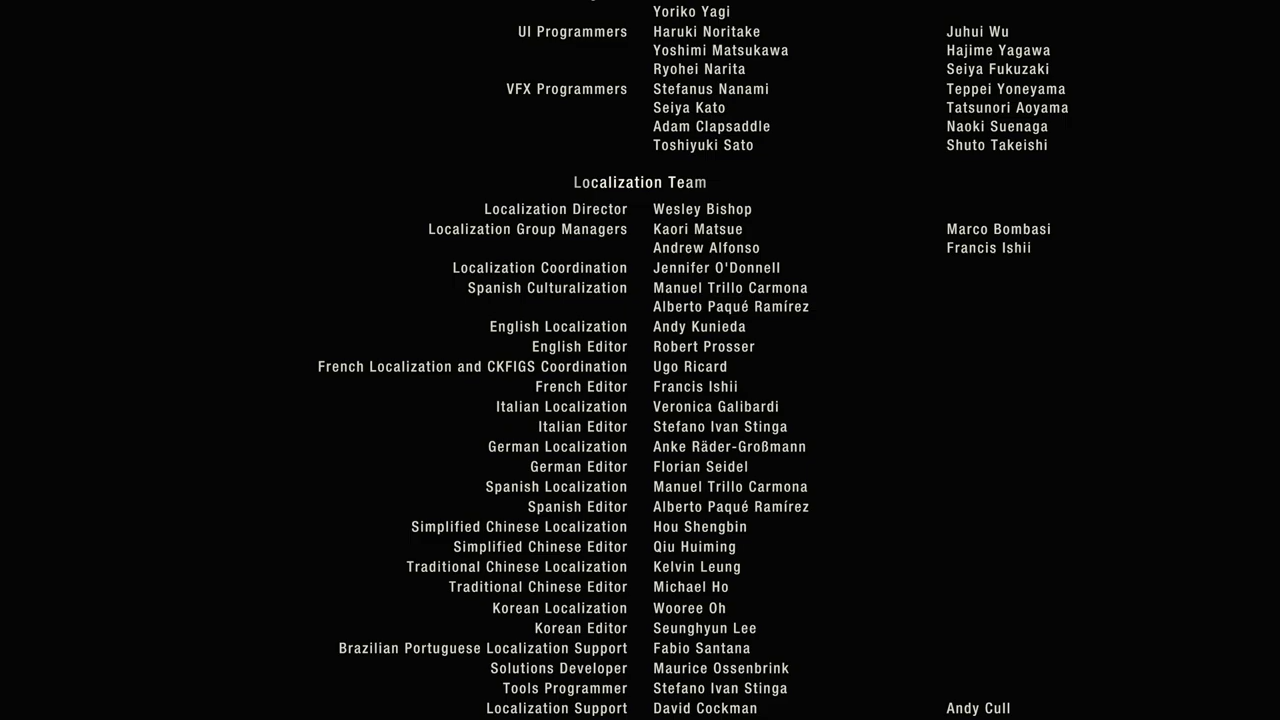 Yoriko Yagi
UI Programmers Haruki Noritake Juhui Wu
Yoshimi Matsukawa Hajime Yagawa
Ryohei Narita Seiya Fukuzaki
VFX Programmers Stefanus Nanami Teppei Yoneyama
Seiya Kato Tatsunori Aoyama
Adam Clapsaddle Naoki Suenaga
Toshiyuki Sato Shuto Takeishi
Localization Team
Localization Director Wesley Bishop
Localization Group Managers Kaori Matsue Marco Bombasi
Andrew Alfonso Francis Ishii
Localization Coordination Jennifer O'Donnell
Spanish Culturalization Manuel Trillo Carmona
Alberto Paqué Ramírez
English Localization Andy Kunieda
English Editor Robert Prosser
French Localization and CKFIGS Coordination Ugo Ricard
French Editor Francis Ishii
Italian Localization Veronica Galibardi
Italian Editor Stefano Ivan Stinga
German Localization Anke Räder-Großmann
German Editor Florian Seidel
Spanish Localization Manuel Trillo Carmona
Spanish Editor Alberto Paqué Ramírez
Simplified Chinese Localization Hou Shengbin
Simplified Chinese Editor Qiu Huiming
Traditional Chinese Localization Kelvin Leung
Traditional Chinese Editor Michael Ho
Korean Localization Wooree Oh
Korean Editor Seunghyun Lee
Brazilian Portuguese Localization Support Fabio Santana
Solutions Developer Maurice Ossenbrink
Tools Programmer Stefano Ivan Stinga
Localization Support David Cockman Andy Cull